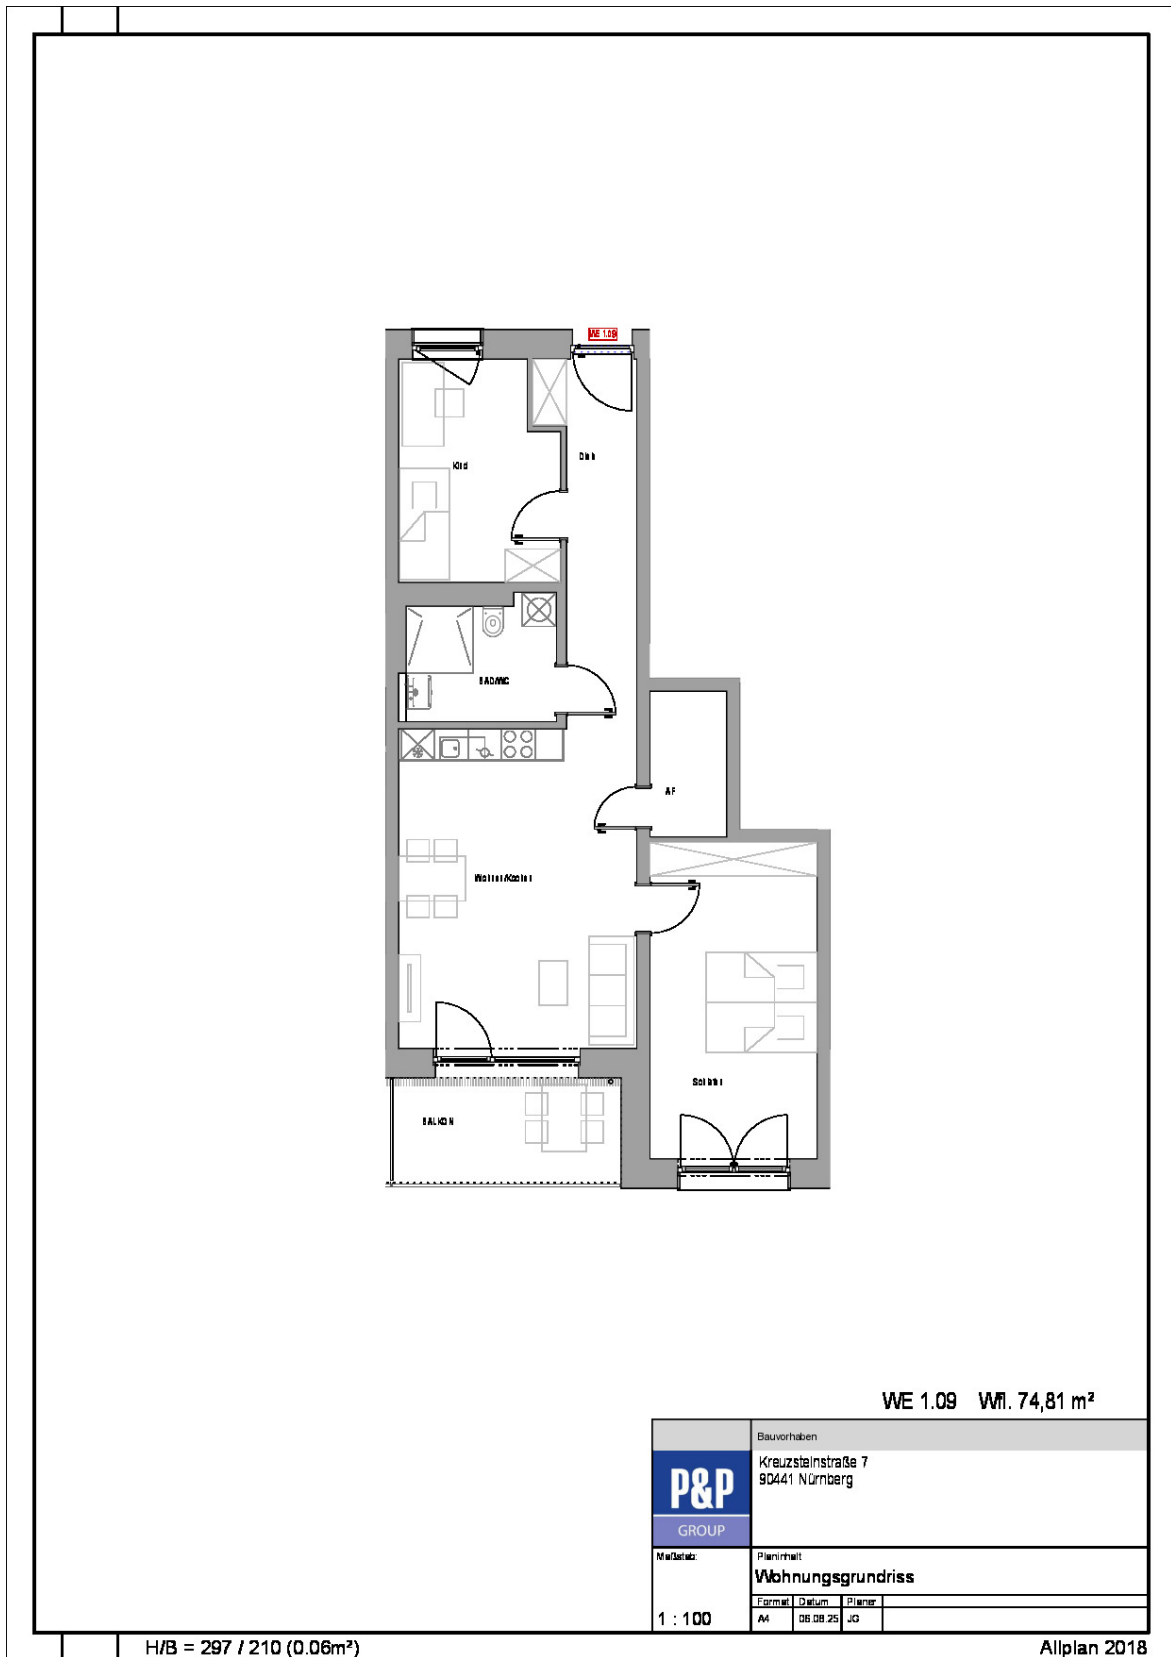 WE 1.09
Kind
Diele
BAD/WC
AR
Wohnen/Kochen
Schlafen
BALKON
WE 1.09 Wfl. 74,81 m²
Bauvorhaben
Kreuzsteinstraße 7
90441 Nürnberg
P&P
GROUP
Maßstab:
1 : 100
Planinhalt
Wohnungsgrundriss
Format Datum Planer
A4 06.08.25 JG
H/B = 297 / 210 (0.06m²)
Allplan 2018